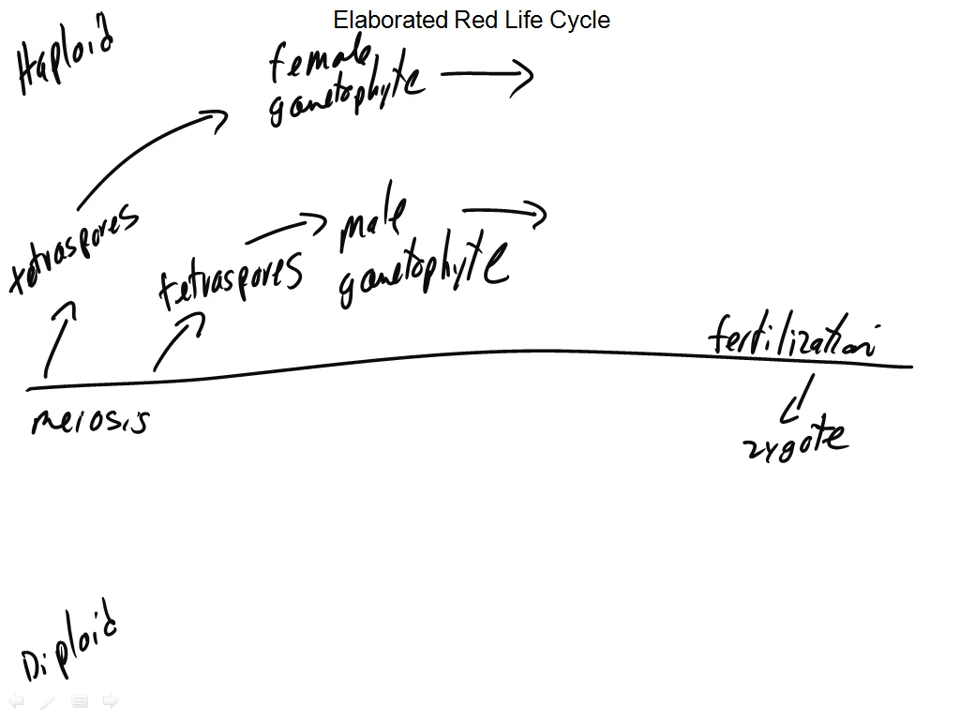 Elaborated Red Life Cycle
Haploid
female
gametophyte
tetraspores
tetraspores
male
gametophyte
fertilization
meiosis
zygote
Diploid